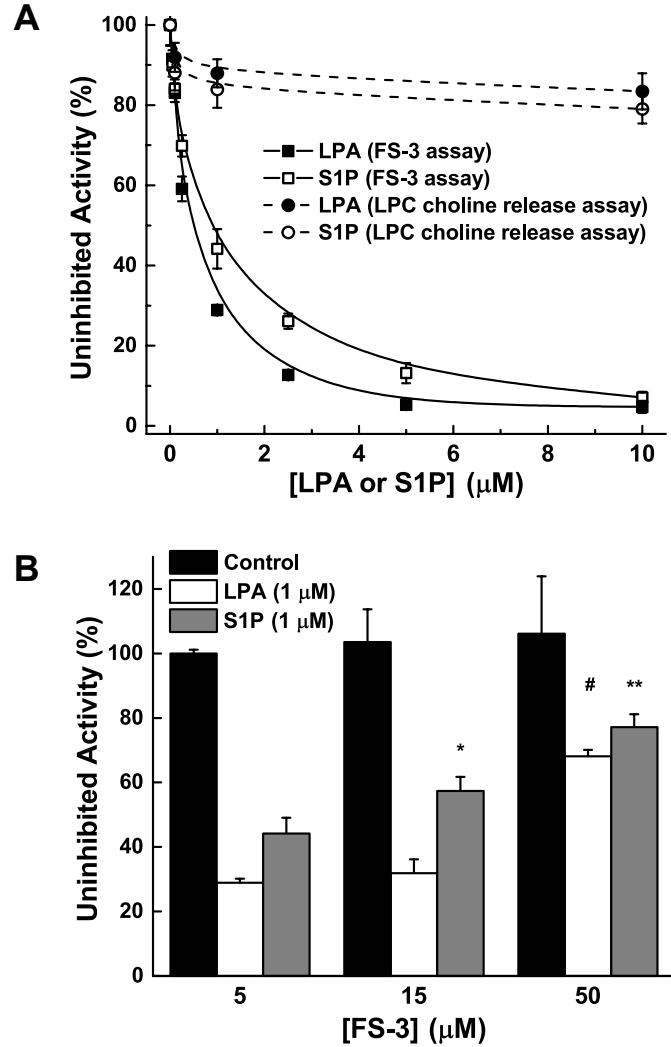 A
100
80
60
40
20
0
Uninhibited Activity (%)
LPA (FS-3 assay)
S1P (FS-3 assay)
LPA (LPC choline release assay)
S1P (LPC choline release assay)
0 2 4 6 8 10
[LPA or S1P] (μM)
B
Control
LPA (1 μM)
S1P (1 μM)
120
100
80
60
40
20
0
Uninhibited Activity (%)
*
#
**
5 15 50
[FS-3] (μM)